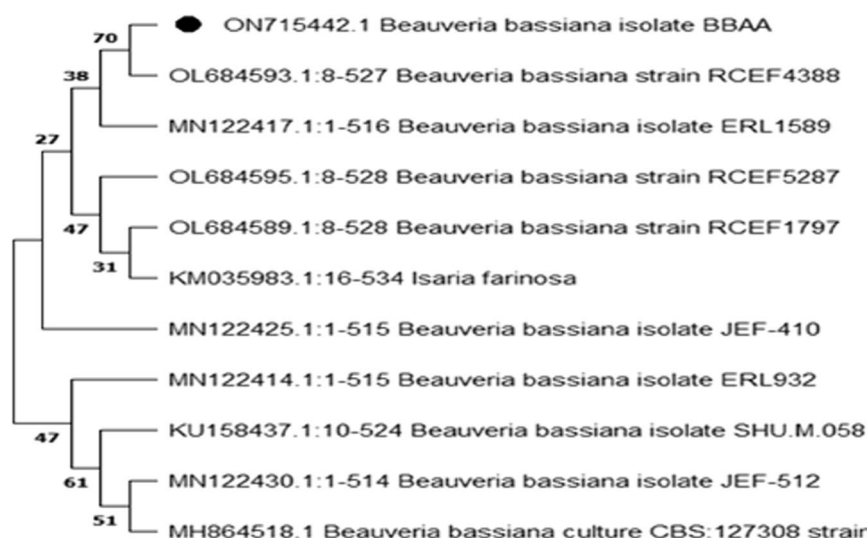 70
ON715442.1 Beauveria bassiana isolate BBAA
38
OL684593.1:8-527 Beauveria bassiana strain RCEF4388
MN122417.1:1-516 Beauveria bassiana isolate ERL1589
27
OL684595.1:8-528 Beauveria bassiana strain RCEF5287
47
OL684589.1:8-528 Beauveria bassiana strain RCEF1797
31
KM035983.1:16-534 Isaria farinosa
MN122425.1:1-515 Beauveria bassiana isolate JEF-410
MN122414.1:1-515 Beauveria bassiana isolate ERL932
47
KU158437.1:10-524 Beauveria bassiana isolate SHU.M.058
61
MN122430.1:1-514 Beauveria bassiana isolate JEF-512
51
MH864518.1 Beauveria bassiana culture CBS:127308 strain